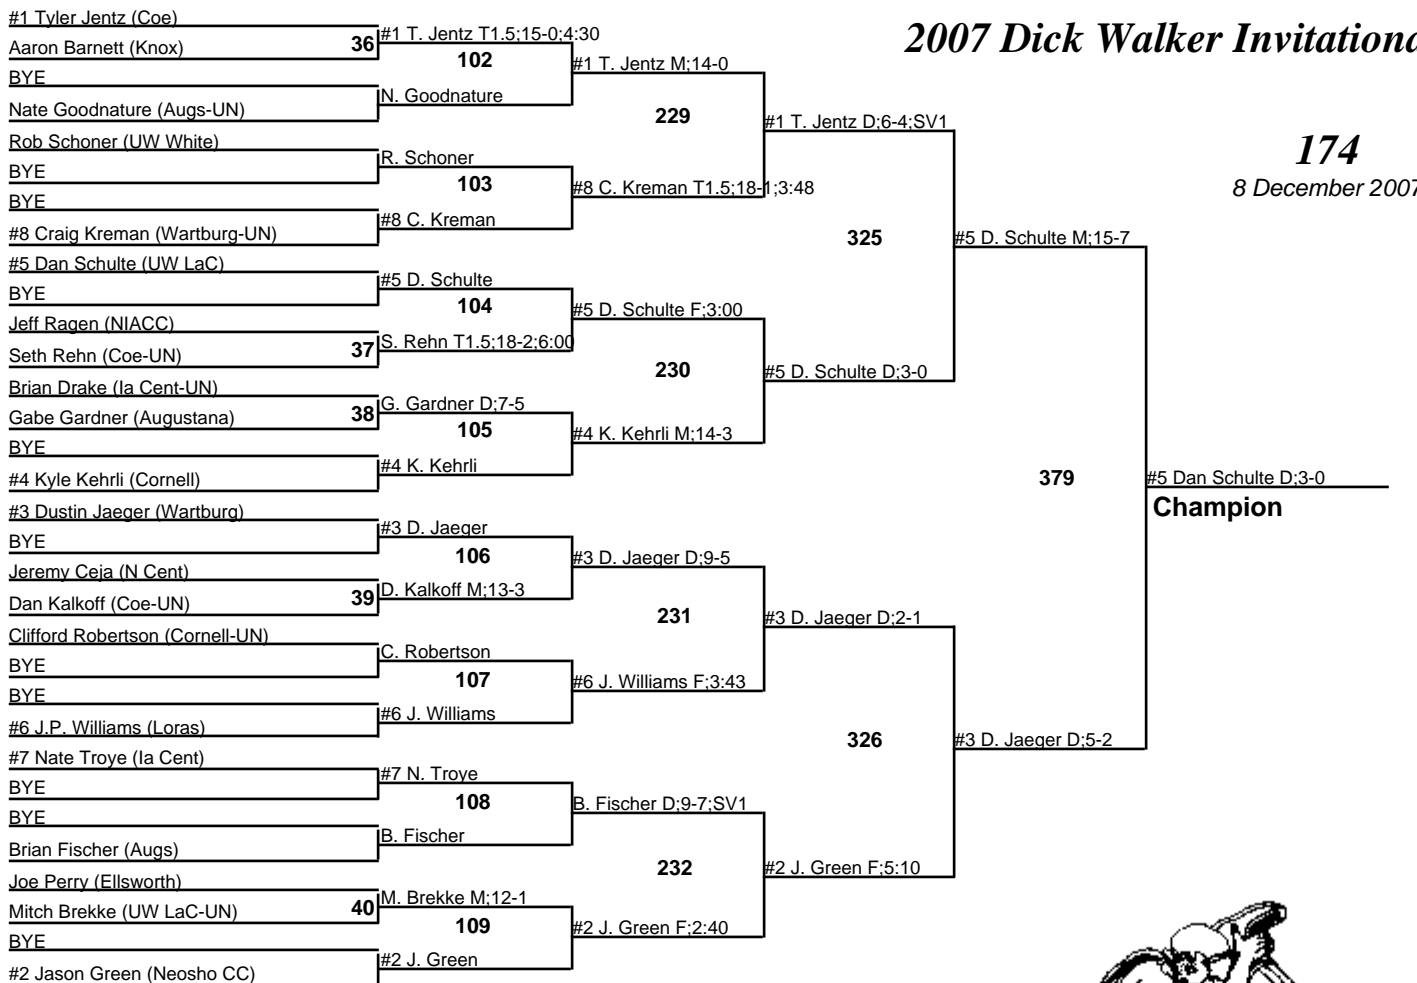 2007 Dick Walker Invitationa
174
8 December 2007
#1 Tyler Jentz (Coe)
Aaron Barnett (Knox)
36
BYE
Nate Goodnature (Augs-UN)
Rob Schoner (UW White)
BYE
BYE
#8 Craig Kreman (Wartburg-UN)
#5 Dan Schulte (UW LaC)
BYE
Jeff Ragen (NIACC)
Seth Rehn (Coe-UN)
37
Brian Drake (Ia Cent-UN)
Gabe Gardner (Augustana)
38
BYE
#4 Kyle Kehrli (Cornell)
#3 Dustin Jaeger (Wartburg)
BYE
Jeremy Ceja (N Cent)
Dan Kalkoff (Coe-UN)
39
Clifford Robertson (Cornell-UN)
BYE
BYE
#6 J.P. Williams (Loras)
#7 Nate Troye (Ia Cent)
BYE
BYE
Brian Fischer (Augs)
Joe Perry (Ellsworth)
Mitch Brekke (UW LaC-UN)
40
BYE
#2 Jason Green (Neosho CC)
#1 T. Jentz T1.5;15-0;4:30
102
N. Goodnature
R. Schoner
103
#8 C. Kreman
#5 D. Schulte
104
S. Rehn T1.5;18-2;6:00
G. Gardner D;7-5
105
#4 K. Kehrli
#3 D. Jaeger
106
D. Kalkoff M;13-3
C. Robertson
107
#6 J. Williams
#7 N. Troye
108
B. Fischer
M. Brekke M;12-1
109
#2 J. Green
#1 T. Jentz M;14-0
229
#8 C. Kreman T1.5;18-1;3:48
#5 D. Schulte F;3:00
230
#4 K. Kehrli M;14-3
#3 D. Jaeger D;9-5
231
#6 J. Williams F;3:43
B. Fischer D;9-7;SV1
232
#2 J. Green F;2:40
#1 T. Jentz D;6-4;SV1
325
#5 D. Schulte D;3-0
#3 D. Jaeger D;2-1
326
#2 J. Green F;5:10
#5 D. Schulte M;15-7
379
#3 D. Jaeger D;5-2
#5 Dan Schulte D;3-0
Champion